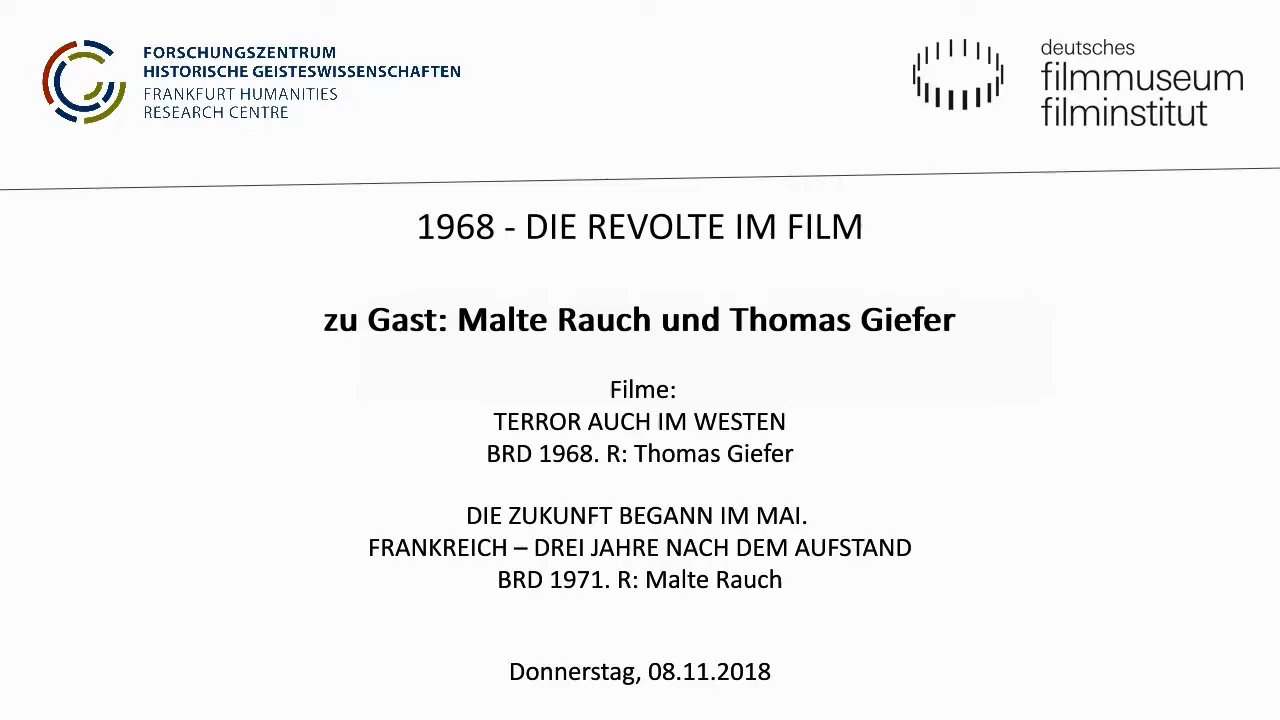 FORSCHUNGSZENTRUM
HISTORISCHE GEISTESWISSENSCHAFTEN
FRANKFURT HUMANITIES
RESEARCH CENTRE
deutsches
filmmuseum
filminstitut
1968 - DIE REVOLTE IM FILM
zu Gast: Malte Rauch und Thomas Giefer
Filme:
TERROR AUCH IM WESTEN
BRD 1968. R: Thomas Giefer
DIE ZUKUNFT BEGANN IM MAI.
FRANKREICH – DREI JAHRE NACH DEM AUFSTAND
BRD 1971. R: Malte Rauch
Donnerstag, 08.11.2018